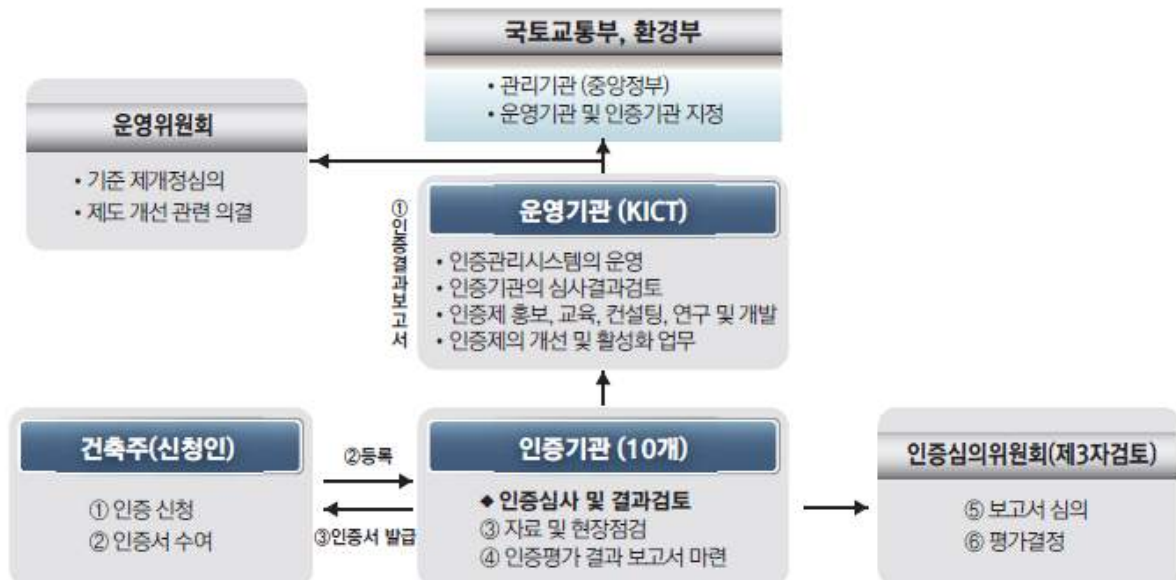 국토교통부, 환경부
• 관리기관 (중앙정부)
• 운영기관 및 인증기관 지정
운영위원회
• 기준 제개정심의
• 제도 개선 관련 의결
①인증결과보고서
운영기관 (KICT)
• 인증관리시스템의 운영
• 인증기관의 심사결과검토
• 인증제 홍보, 교육, 컨설팅, 연구 및 개발
• 인증제의 개선 및 활성화 업무
건축주(신청인)
① 인증 신청
② 인증서 수여
②등록
③인증서 발급
인증기관 (10개)
◆ 인증심사 및 결과검토
③ 자료 및 현장점검
④ 인증평가 결과 보고서 마련
인증심의위원회(제3자검토)
⑤ 보고서 심의
⑥ 평가결정